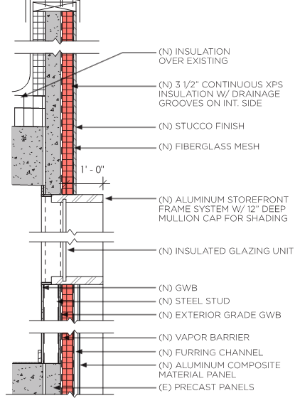 (N) INSULATION
OVER EXISTING
(N) 3 1/2" CONTINUOUS XPS
INSULATION W/ DRAINAGE
GROOVES ON INT. SIDE
(N) STUCCO FINISH
(N) FIBERGLASS MESH
1' - 0"
(N) ALUMINUM STOREFRONT
FRAME SYSTEM W/ 12" DEEP
MULLION CAP FOR SHADING
(N) INSULATED GLAZING UNIT
(N) GWB
(N) STEEL STUD
(N) EXTERIOR GRADE GWB
(N) VAPOR BARRIER
(N) FURRING CHANNEL
(N) ALUMINUM COMPOSITE
MATERIAL PANEL
(E) PRECAST PANELS